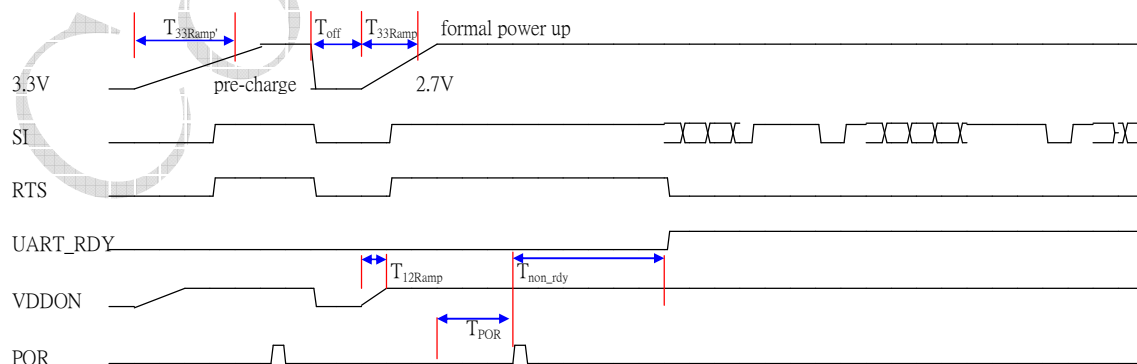 T33Ramp' Toff T33Ramp formal power up
3.3V pre-charge 2.7V
SI
RTS
UART_RDY
T12Ramp Tnon_rdy
VDDON
TPOR
POR